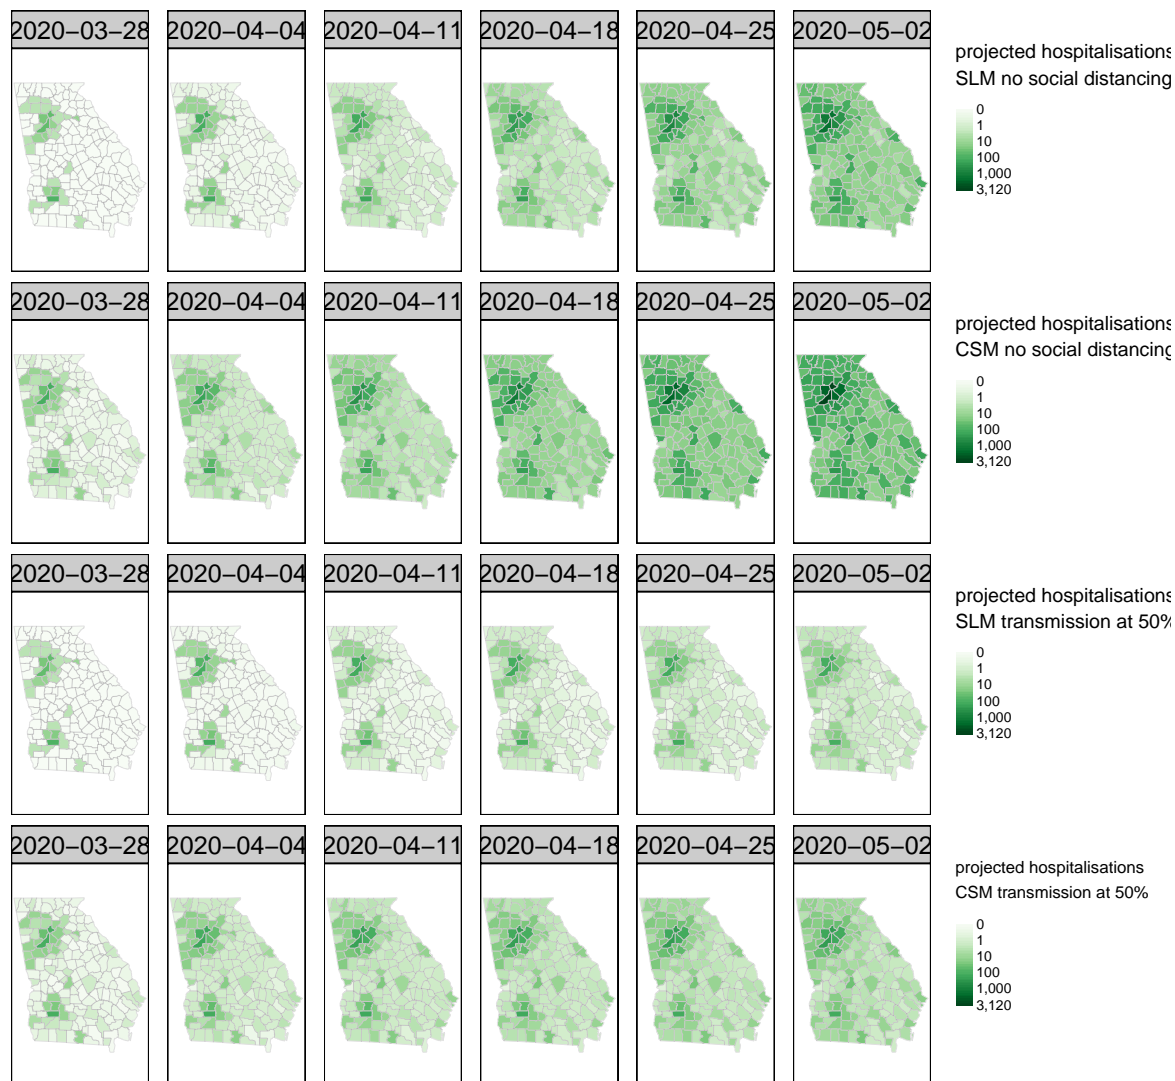 2020−03−28 2020−04−04 2020−04−11 2020−04−18 2020−04−25 2020−05−02
projected hospitalisations
SLM no social distancing
0
1
10
100
1,000
3,120
2020−03−28 2020−04−04 2020−04−11 2020−04−18 2020−04−25 2020−05−02
projected hospitalisations
CSM no social distancing
0
1
10
100
1,000
3,120
2020−03−28 2020−04−04 2020−04−11 2020−04−18 2020−04−25 2020−05−02
projected hospitalisations
SLM transmission at 50%
0
1
10
100
1,000
3,120
2020−03−28 2020−04−04 2020−04−11 2020−04−18 2020−04−25 2020−05−02
projected hospitalisations
CSM transmission at 50%
0
1
10
100
1,000
3,120